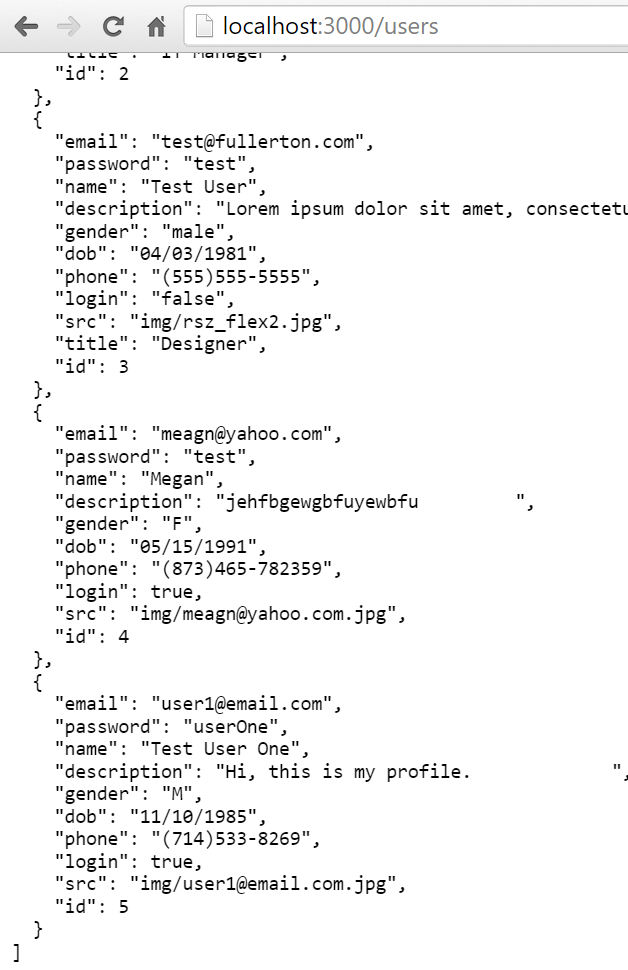 localhost:3000/users
"title": "IT Manager",
"id": 2
},
{
"email": "test@fullerton.com",
"password": "test",
"name": "Test User",
"description": "Lorem ipsum dolor sit amet, consectetu
"gender": "male",
"dob": "04/03/1981",
"phone": "(555)555-5555",
"login": "false",
"src": "img/rsz_flex2.jpg",
"title": "Designer",
"id": 3
},
{
"email": "meagn@yahoo.com",
"password": "test",
"name": "Megan",
"description": "jehfbgewgbfuyewbfu         ",
"gender": "F",
"dob": "05/15/1991",
"phone": "(873)465-782359",
"login": true,
"src": "img/meagn@yahoo.com.jpg",
"id": 4
},
{
"email": "user1@email.com",
"password": "userOne",
"name": "Test User One",
"description": "Hi, this is my profile.             ",
"gender": "M",
"dob": "11/10/1985",
"phone": "(714)533-8269",
"login": true,
"src": "img/user1@email.com.jpg",
"id": 5
}
]